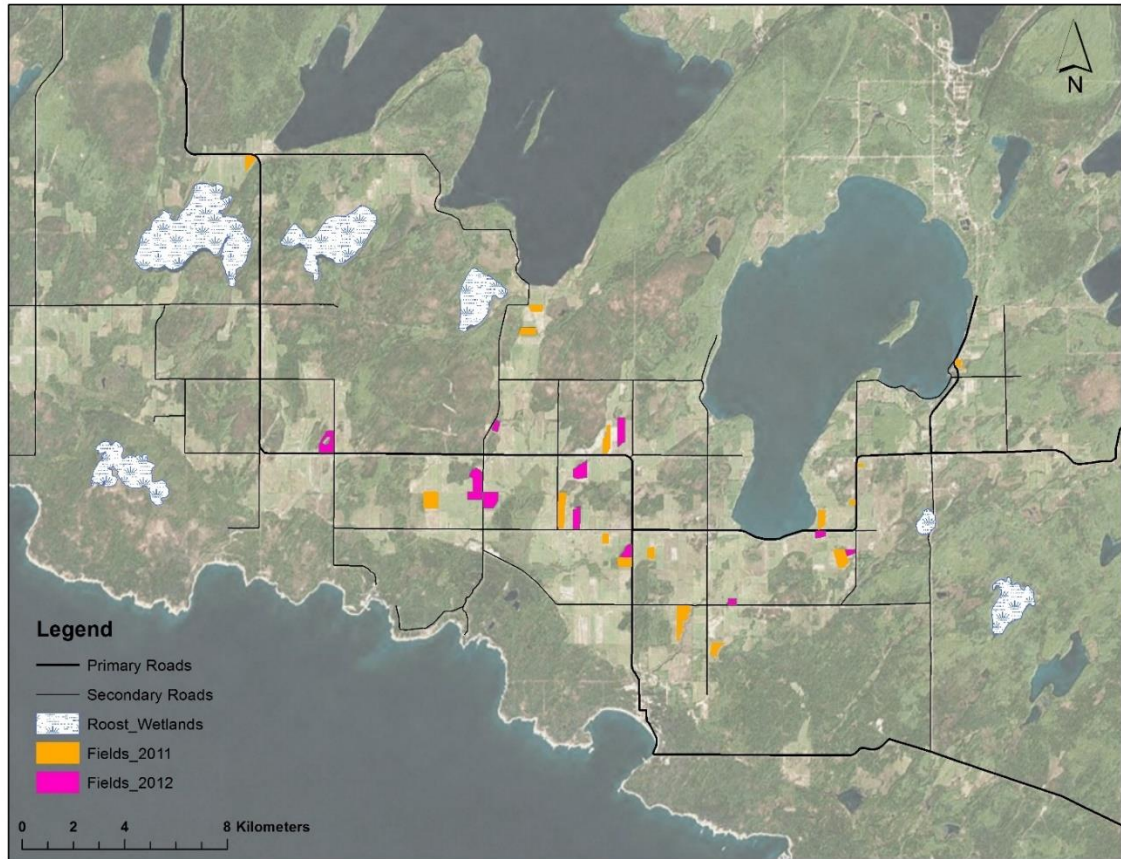 N
Legend
Primary Roads
Secondary Roads
Roost_Wetlands
Fields_2011
Fields_2012
0 2 4 8 Kilometers